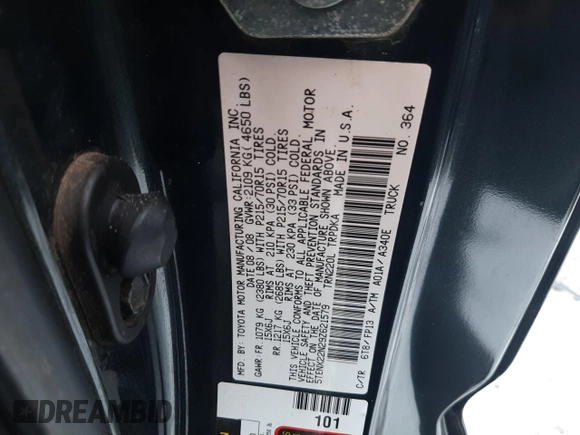 MFD. BY: TOYOTA MOTOR MANUFACTURING CALIFORNIA INC.
DATE 08/08 GVWR:2109 KG( 4650 LBS)
GAWR FR:1079 KG (2380 LBS) WITH P215/70R15 TIRES
15X6J RIMS AT 210 KPA (30 PSI) COLD
RR:1217 KG (2685 LBS) WITH P215/70R15 TIRES
15X6J RIMS AT 230 KPA (33 PSI) COLD
THIS VEHICLE CONFORMS TO ALL APPLICABLE FEDERAL MOTOR
VEHICLE SAFETY AND THEFT PREVENTION STANDARDS IN
EFFECT ON THE DATE OF MANUFACTURE SHOWN ABOVE.
5TENX22N29Z621579 TRN220L TRPDKA MADE IN U.S.A.
C/TR 6T8/FP13 A/TM A01A/A340E TRUCK NO. 364
101
DREAMBID